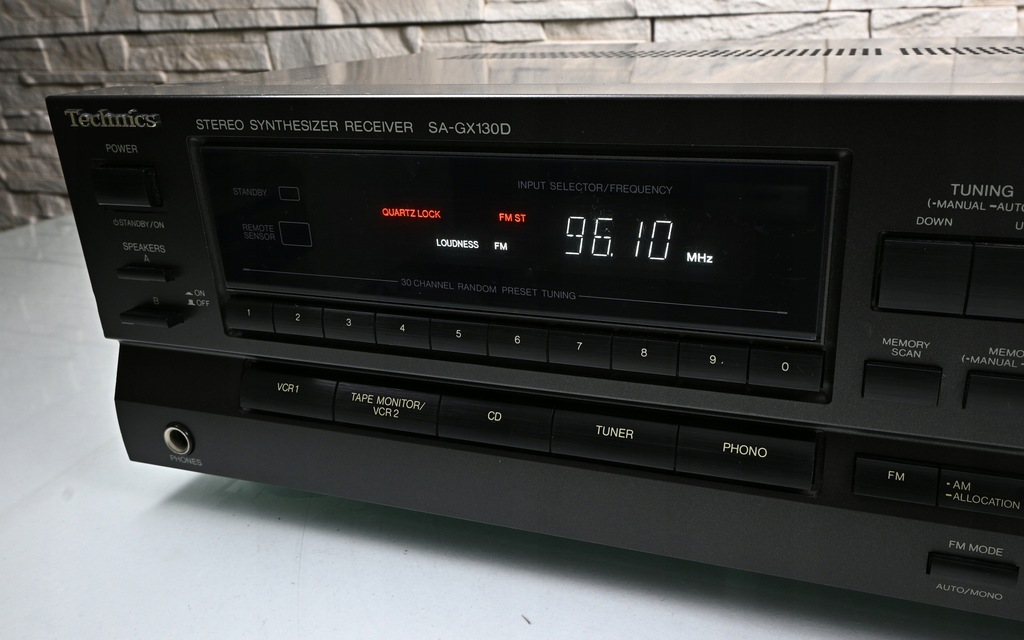 Technics
STEREO SYNTHESIZER RECEIVER SA-GX130D
POWER
STANDBY/ON
SPEAKERS
A
B
ON
OFF
STANDBY
REMOTE
SENSOR
INPUT SELECTOR/FREQUENCY
QUARTZ LOCK
FM ST
LOUDNESS FM
96.10 MHz
30 CHANNEL RANDOM PRESET TUNING
1 2 3 4 5 6 7 8 9 0
TUNING
DOWN
MEMORY
SCAN
VCR1
TAPE MONITOR/
VCR 2
CD
TUNER
PHONO
FM
AM
ALLOCATION
PHONES
FM MODE
AUTO/MONO